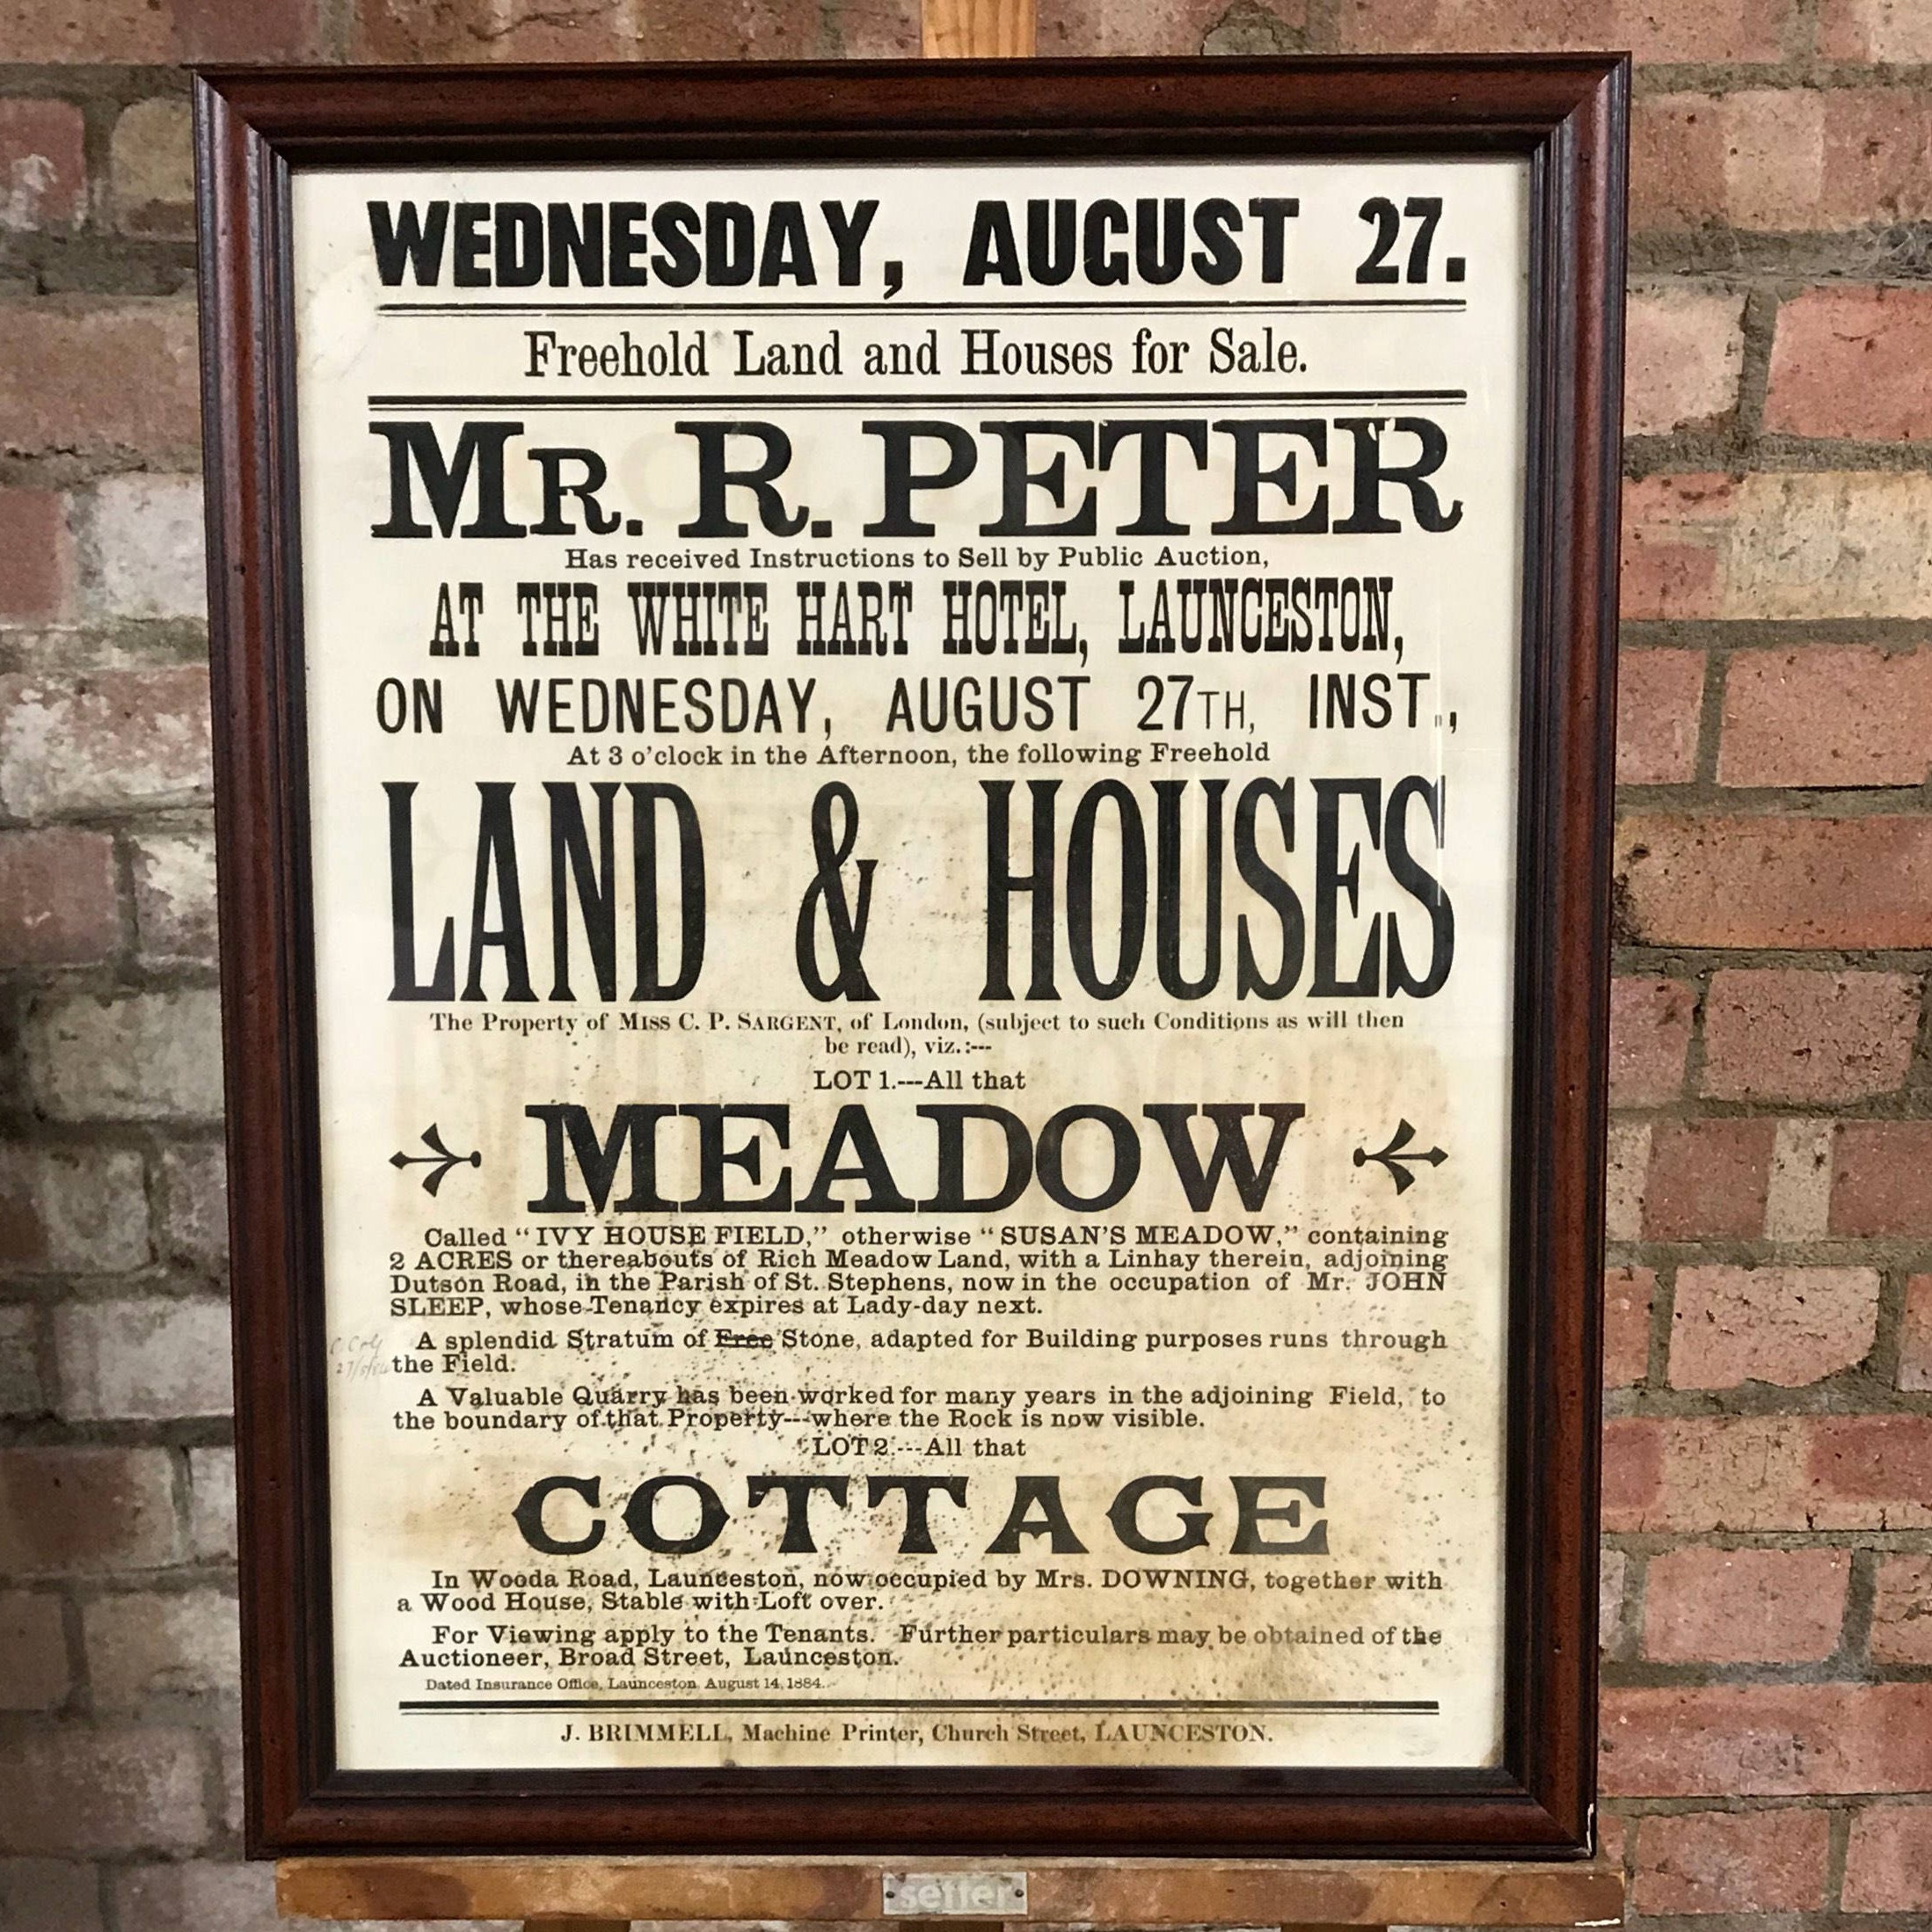 WEDNESDAY, AUGUST 27.
Freehold Land and Houses for Sale.
MR. R. PETER
Has received Instructions to Sell by Public Auction,
AT THE WHITE HART HOTEL, LAUNCESTON,
ON WEDNESDAY, AUGUST 27TH, INST.,
At 3 o'clock in the Afternoon, the following Freehold
LAND & HOUSES
The Property of MISS C. P. SARGENT, of London, (subject to such Conditions as will then
be read), viz.:---
LOT 1.---All that
MEADOW
Called "IVY HOUSE FIELD," otherwise "SUSAN'S MEADOW," containing
2 ACRES or thereabouts of Rich Meadow Land, with a Linhay therein, adjoining
Dutson Road, in the Parish of St. Stephens, now in the occupation of Mr. JOHN
SLEEP, whose Tenancy expires at Lady-day next.
A splendid Stratum of Free Stone, adapted for Building purposes runs through
the Field.
A Valuable Quarry has been worked for many years in the adjoining Field, to
the boundary of that Property---where the Rock is now visible.
LOT 2.---All that
COTTAGE
In Wooda Road, Launceston, now occupied by Mrs. DOWNING, together with
a Wood House, Stable with Loft over.
For Viewing apply to the Tenants. Further particulars may be obtained of the
Auctioneer, Broad Street, Launceston.
Dated Insurance Office, Launceston August 14, 1884.
J. BRIMMELL, Machine Printer, Church Street, LAUNCESTON.